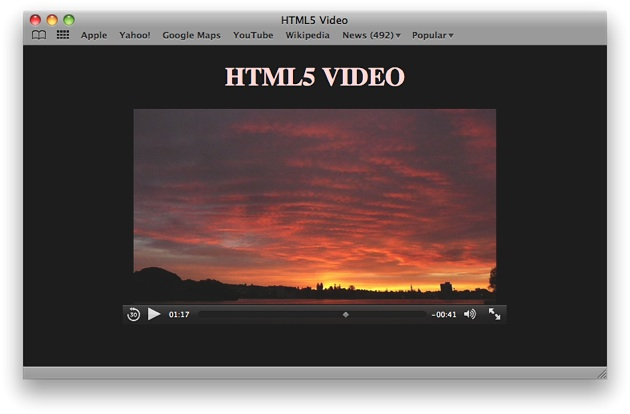 HTML5 Video
Apple Yahoo! Google Maps YouTube Wikipedia News (492)▾ Popular▾
HTML5 VIDEO
30 01:17 -00:41